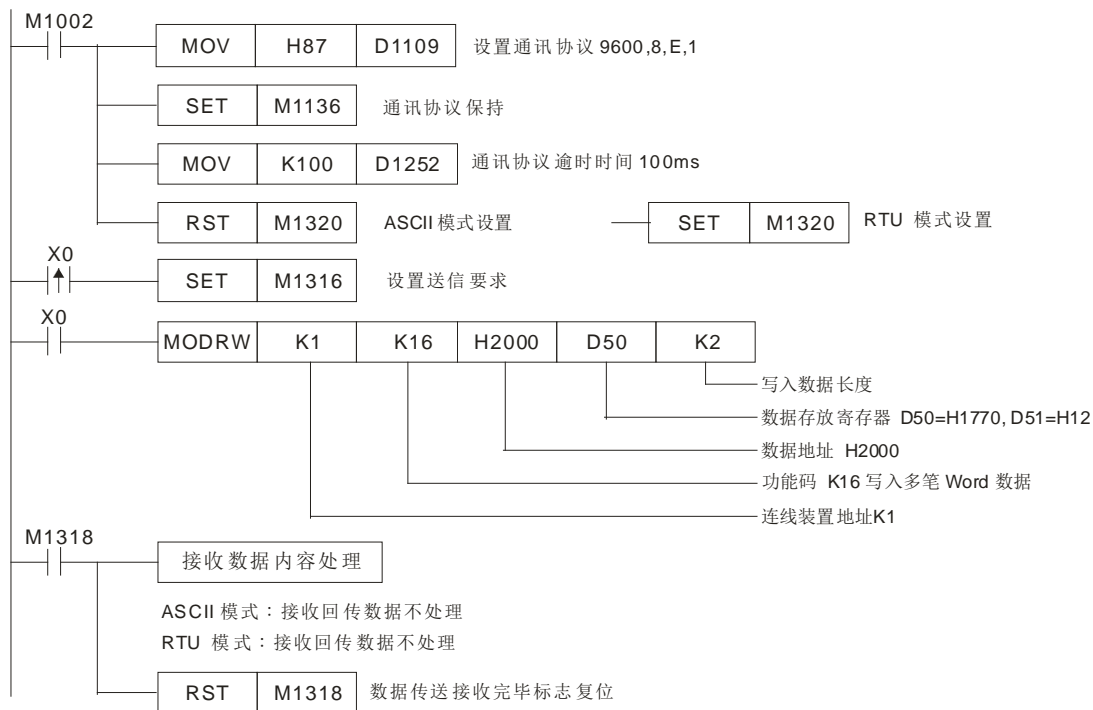 M1002
MOV H87 D1109 设置通讯协议 9600,8,E,1
SET M1136 通讯协议保持
MOV K100 D1252 通讯协议逾时时间 100ms
RST M1320 ASCII 模式设置 SET M1320 RTU 模式设置
X0
SET M1316 设置送信要求
X0
MODRW K1 K16 H2000 D50 K2
写入数据长度
数据存放寄存器 D50=H1770, D51=H12
数据地址 H2000
功能码 K16 写入多笔 Word 数据
连线装置地址K1
M1318
接收数据内容处理
ASCII 模式：接收回传数据不处理
RTU 模式：接收回传数据不处理
RST M1318 数据传送接收完毕标志复位